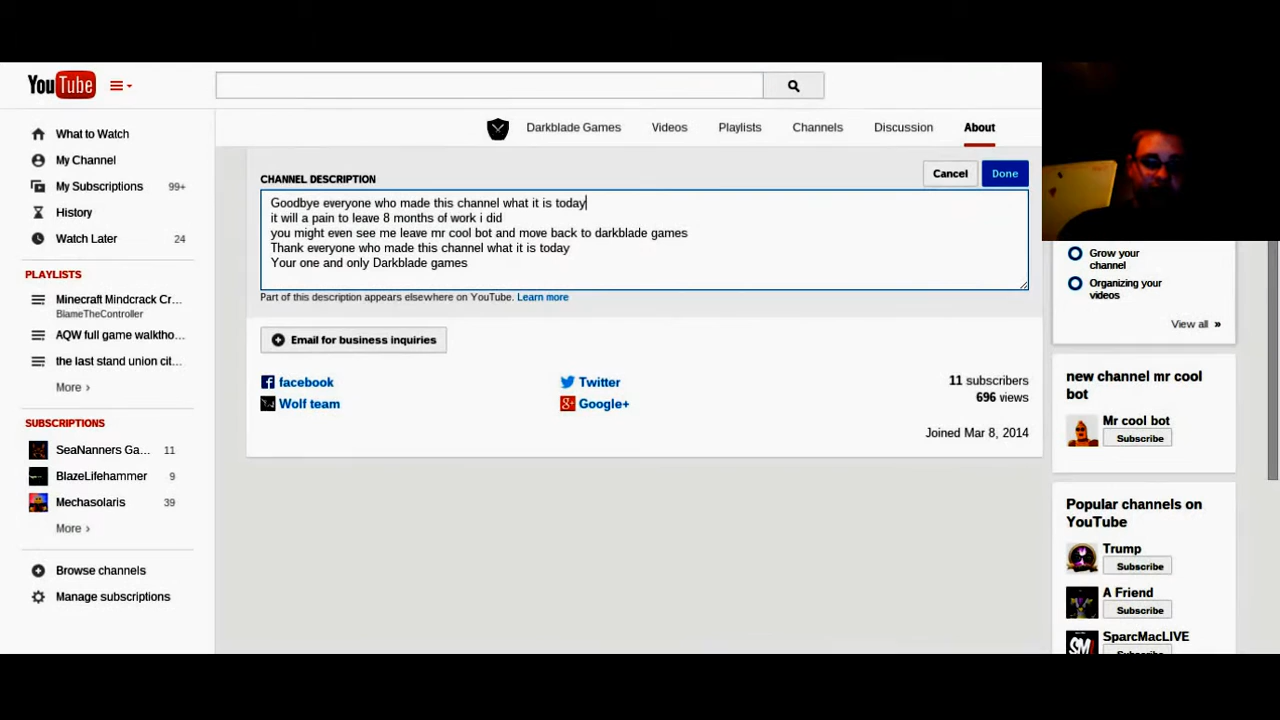 YouTube
Darkblade Games Videos Playlists Channels Discussion About
What to Watch
My Channel
My Subscriptions 99+
History
Watch Later 24
PLAYLISTS
Minecraft Mindcrack Cr...
BlameTheController
AQW full game walktho...
the last stand union cit...
More ›
SUBSCRIPTIONS
SeaNanners Ga... 11
BlazeLifehammer 9
Mechasolaris 39
More ›
Browse channels
Manage subscriptions
CHANNEL DESCRIPTION
Cancel Done
Goodbye everyone who made this channel what it is today
it will a pain to leave 8 months of work i did
you might even see me leave mr cool bot and move back to darkblade games
Thank everyone who made this channel what it is today
Your one and only Darkblade games
Part of this description appears elsewhere on YouTube. Learn more
Email for business inquiries
facebook Twitter
Wolf team Google+
11 subscribers
696 views
Joined Mar 8, 2014
Grow your
channel
Organizing your
videos
View all »
new channel mr cool
bot
Mr cool bot
Subscribe
Popular channels on
YouTube
Trump
Subscribe
A Friend
Subscribe
SparcMacLIVE
SM
Subscribe